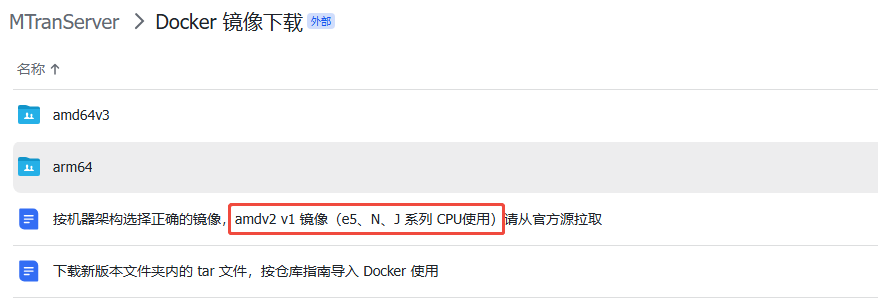 MTranServer > Docker 镜像下载 外部
名称 ↑
amd64v3
arm64
按机器架构选择正确的镜像，amdv2 v1 镜像（e5、N、J 系列 CPU使用）请从官方源拉取
下载新版本文件夹内的 tar 文件，按仓库指南导入 Docker 使用